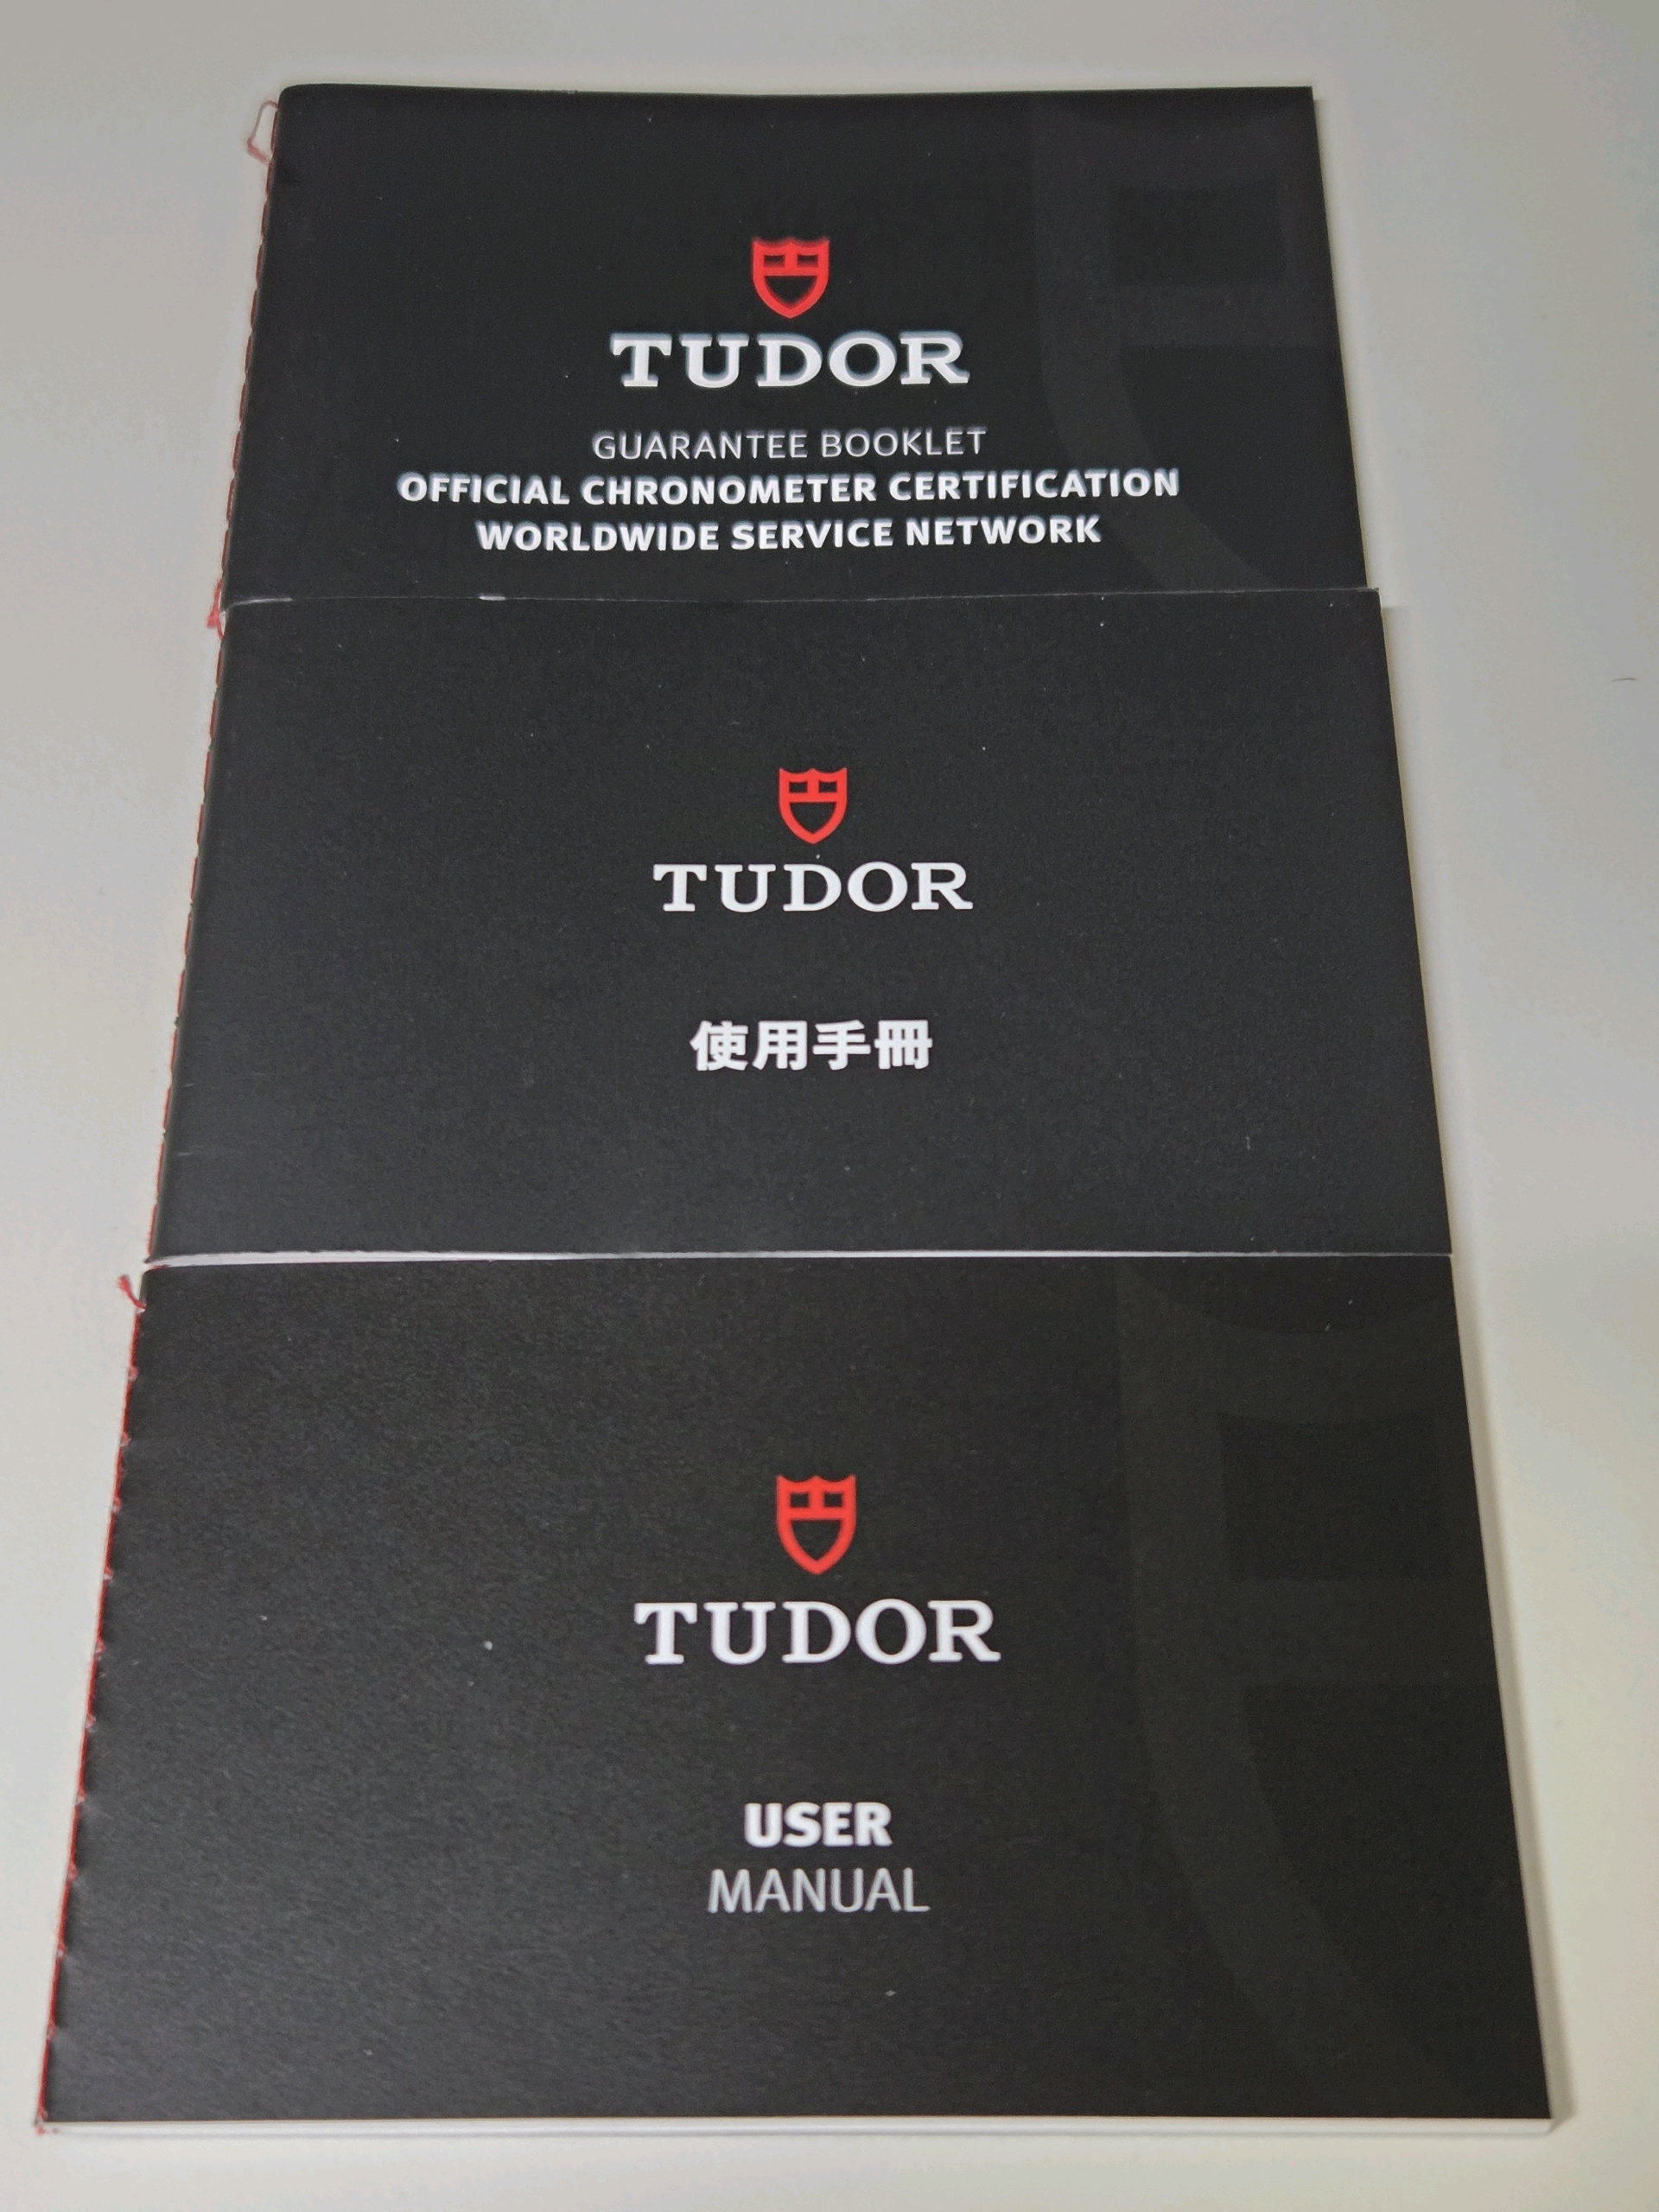 TUDOR
GUARANTEE BOOKLET
OFFICIAL CHRONOMETER CERTIFICATION
WORLDWIDE SERVICE NETWORK
TUDOR
使用手冊
TUDOR
USER
MANUAL